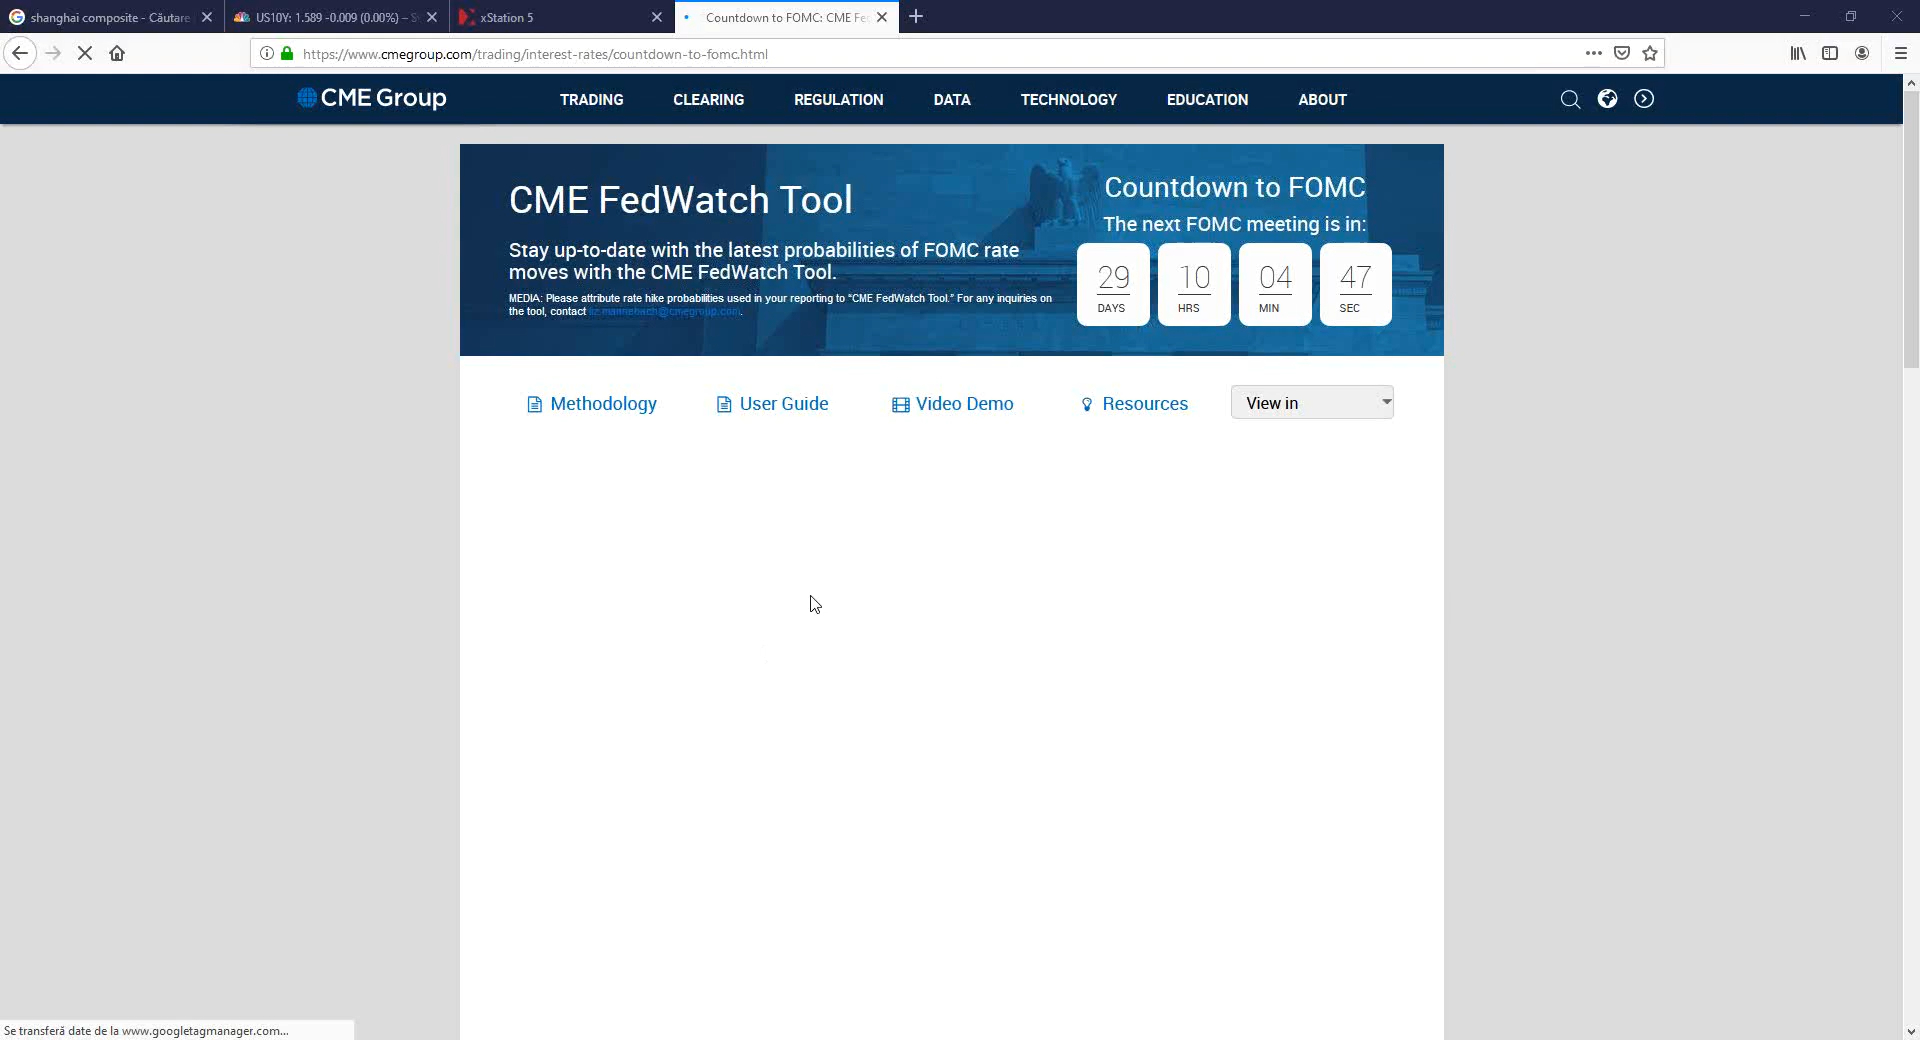 shanghai composite - Căutare
US10Y: 1.589 -0.009 (0.00%) – S
xStation 5
Countdown to FOMC: CME Fe
https://www.cmegroup.com/trading/interest-rates/countdown-to-fomc.html
CME Group
TRADING
CLEARING
REGULATION
DATA
TECHNOLOGY
EDUCATION
ABOUT
CME FedWatch Tool
Stay up-to-date with the latest probabilities of FOMC rate
moves with the CME FedWatch Tool.
MEDIA: Please attribute rate hike probabilities used in your reporting to “CME FedWatch Tool.” For any inquiries on
the tool, contact liz.mannebach@cmegroup.com.
Countdown to FOMC
The next FOMC meeting is in:
29 10 04 47
DAYS HRS MIN SEC
Methodology
User Guide
Video Demo
Resources
View in
Se transferă date de la www.googletagmanager.com...